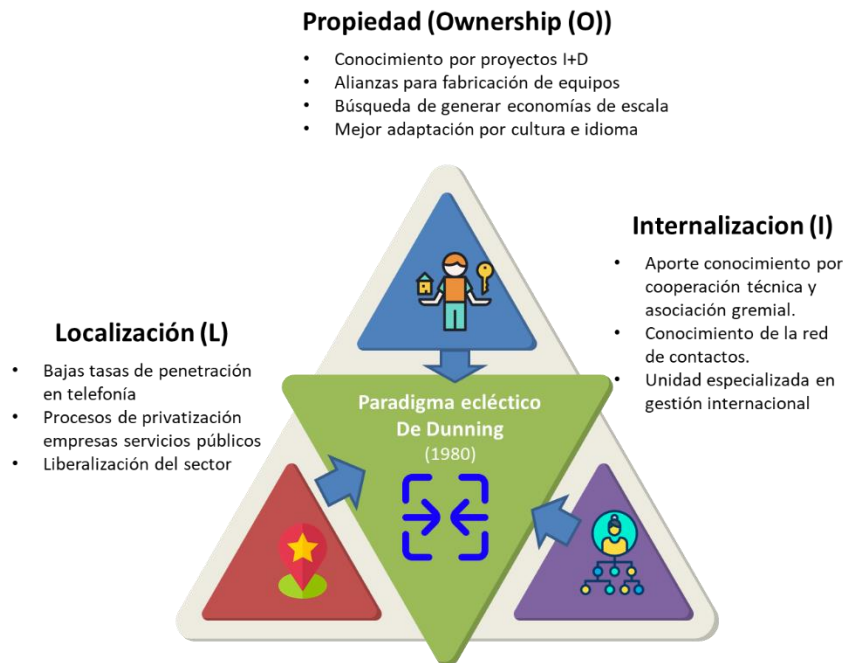 Propiedad (Ownership (O))
• Conocimiento por proyectos I+D
• Alianzas para fabricación de equipos
• Búsqueda de generar economías de escala
• Mejor adaptación por cultura e idioma
Internalizacion (I)
• Aporte conocimiento por
cooperación técnica y
asociación gremial.
• Conocimiento de la red
de contactos.
• Unidad especializada en
gestión internacional
Localización (L)
• Bajas tasas de penetración
en telefonía
• Procesos de privatización
empresas servicios públicos
• Liberalización del sector
Paradigma ecléctico
De Dunning
(1980)